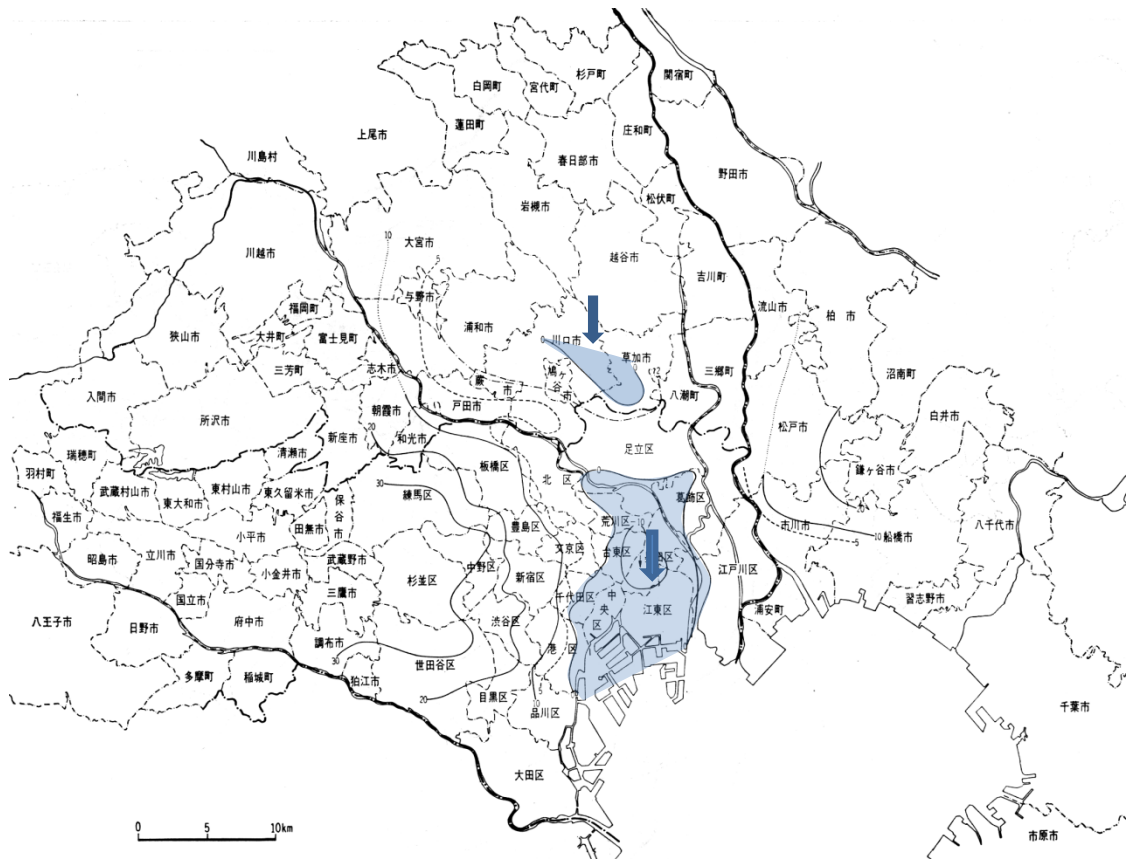 杉戸町
関宿町
白岡町
宮代町
蓮田町
庄和町
上尾市
川島村
春日部市
野田市
松伏町
岩槻市
10
大宮市
越谷市
川越市
5
吉川町
与野市
福岡町
流山市
柏市
浦和市
0
川口市
狭山市
大井町
富士見町
草加市
三芳町
志木市
鳩ヶ谷市
三郷町
沼南町
入間市
蕨市
八潮町
戸田市
朝霞市
白井市
所沢市
松戸市
20
和光市
新座市
足立区
瑞穂町
清瀬市
鎌ヶ谷市
羽村町
板橋区
0
北区
武蔵村山市
東村山市
東久留米市
30
練馬区
葛飾区
東大和市
保谷市
福生市
田無市
豊島区
荒川区
10
市川市
5
八千代市
小平市
10
船橋市
立川市
台東区
文京区
昭島市
国分寺市
武蔵野市
中野区
小金井市
杉並区
新宿区
江戸川区
三鷹市
千代田区
国立市
中央区
江東区
習志野市
浦安町
八王子市
府中市
渋谷区
日野市
調布市
港区
30
世田谷区
多摩町
稲城町
狛江市
20
目黒区
5
10
品川区
千葉市
大田区
0
5
10km
市原市